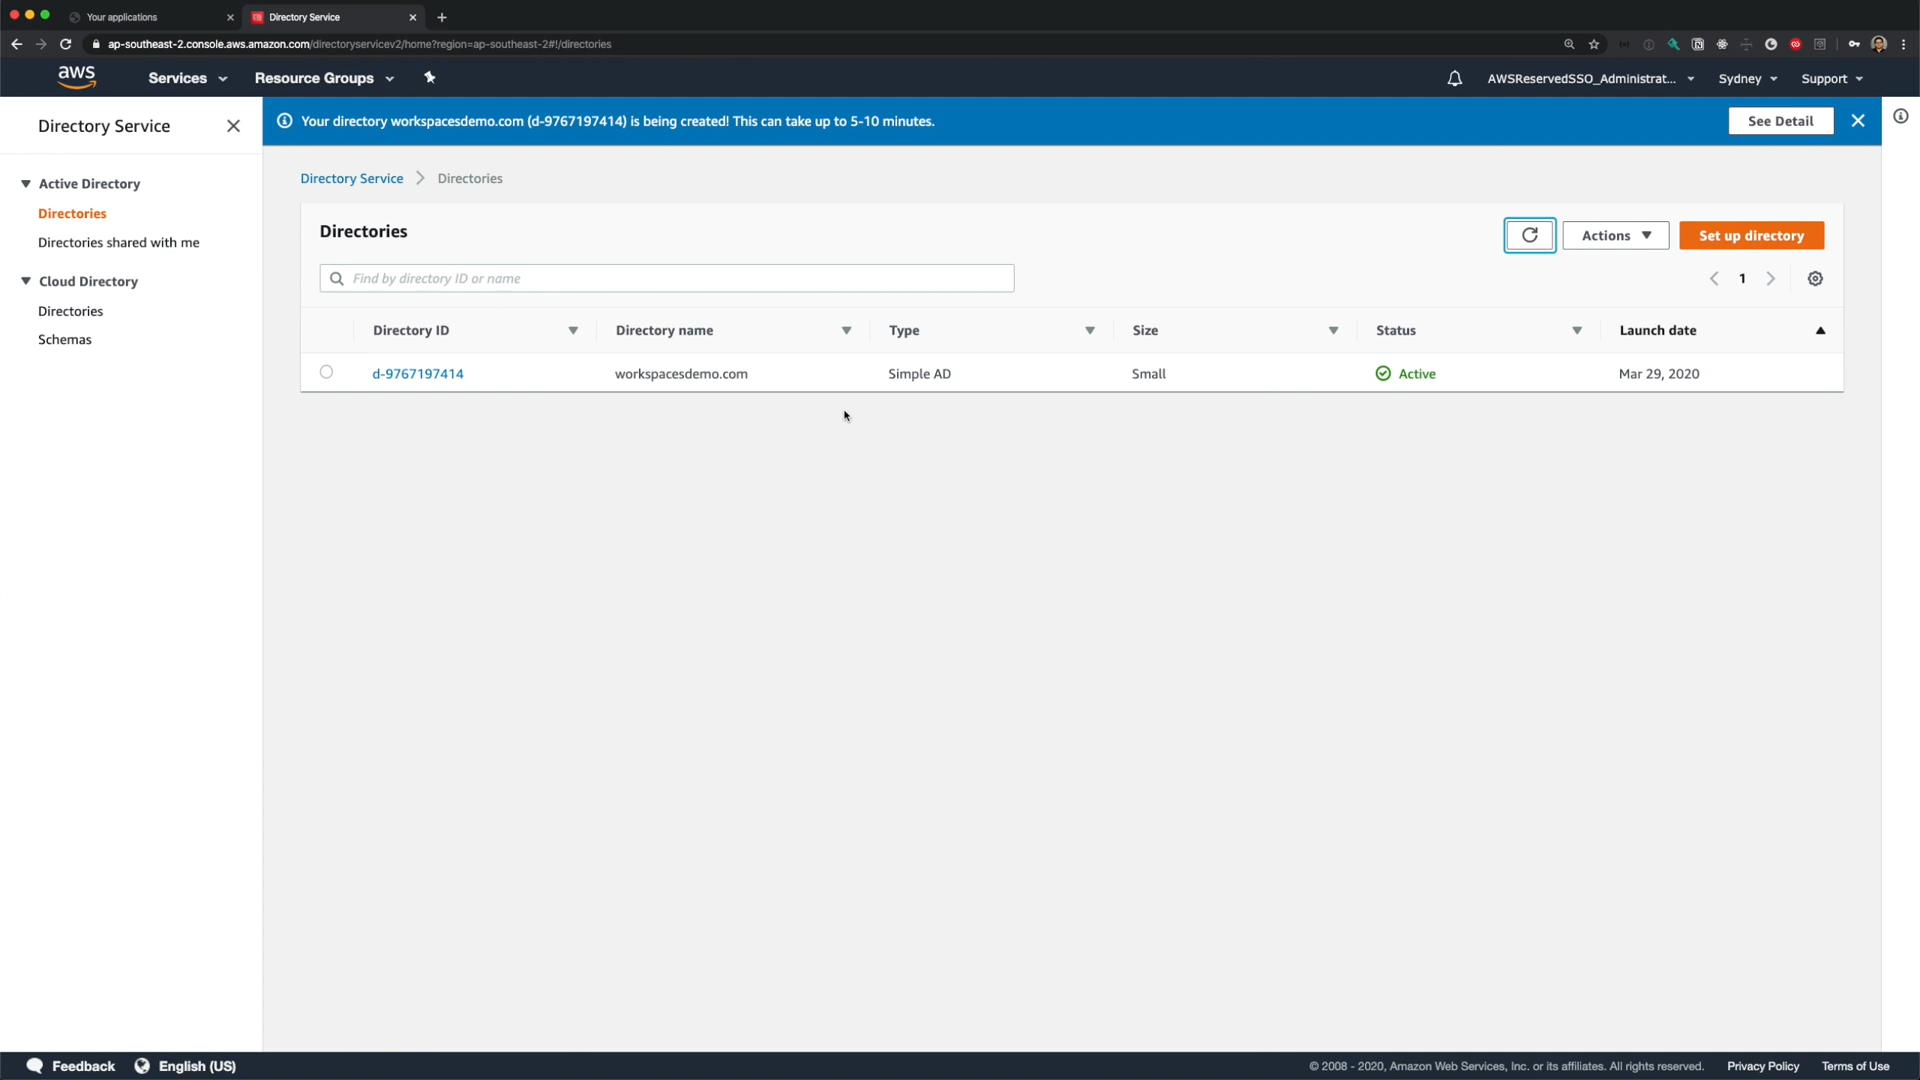 Your applications
Directory Service
ap-southeast-2.console.aws.amazon.com/directoryservicev2/home?region=ap-southeast-2#!/directories
aws
Services
Resource Groups
AWSReservedSSO_Administrat...
Sydney
Support
Directory Service
Your directory workspacesdemo.com (d-9767197414) is being created! This can take up to 5-10 minutes.
See Detail
Active Directory
Directories
Directories shared with me
Cloud Directory
Directories
Schemas
Directory Service
Directories
Directories
Actions
Set up directory
Find by directory ID or name
1
Directory ID
Directory name
Type
Size
Status
Launch date
d-9767197414
workspacesdemo.com
Simple AD
Small
Active
Mar 29, 2020
Feedback
English (US)
© 2008 - 2020, Amazon Web Services, Inc. or its affiliates. All rights reserved.
Privacy Policy
Terms of Use